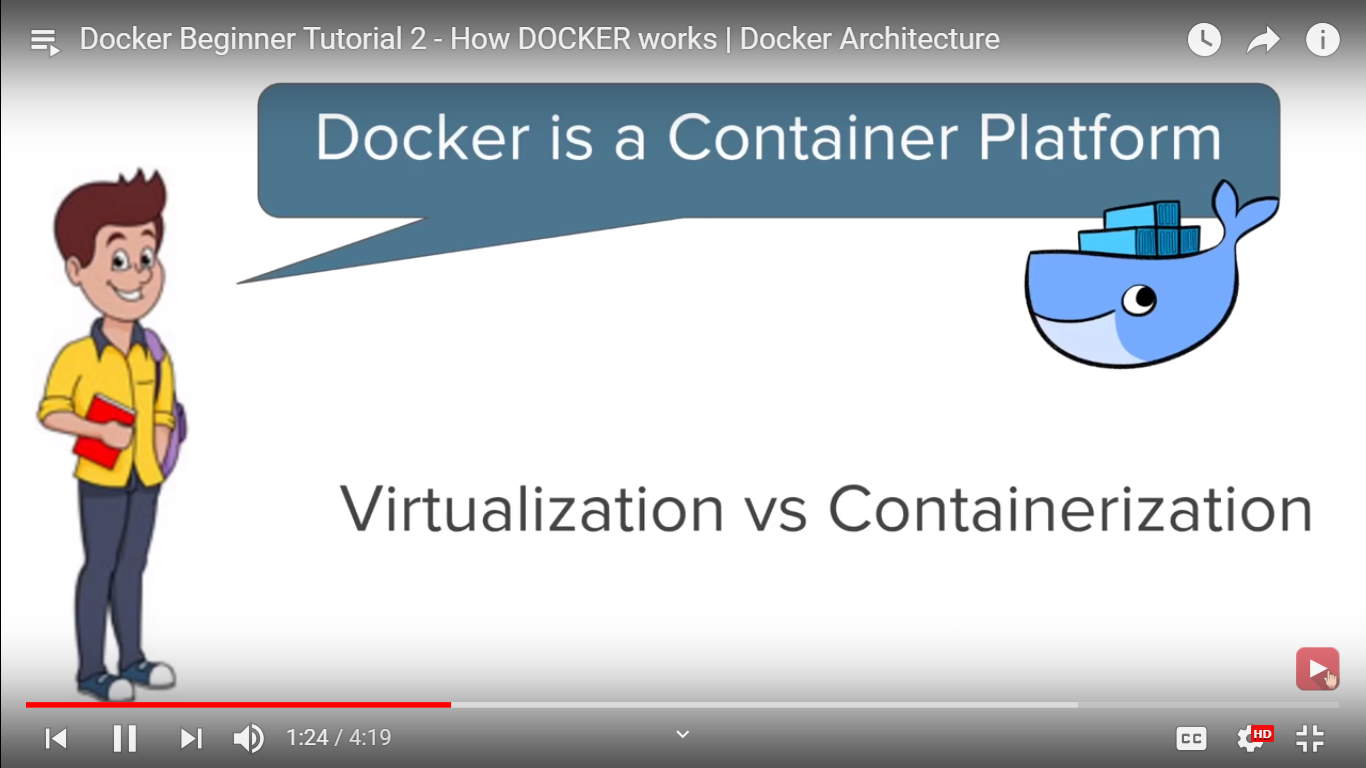 Docker Beginner Tutorial 2 - How DOCKER works | Docker Architecture
Docker is a Container Platform
Virtualization vs Containerization
1:24 / 4:19
CC
HD